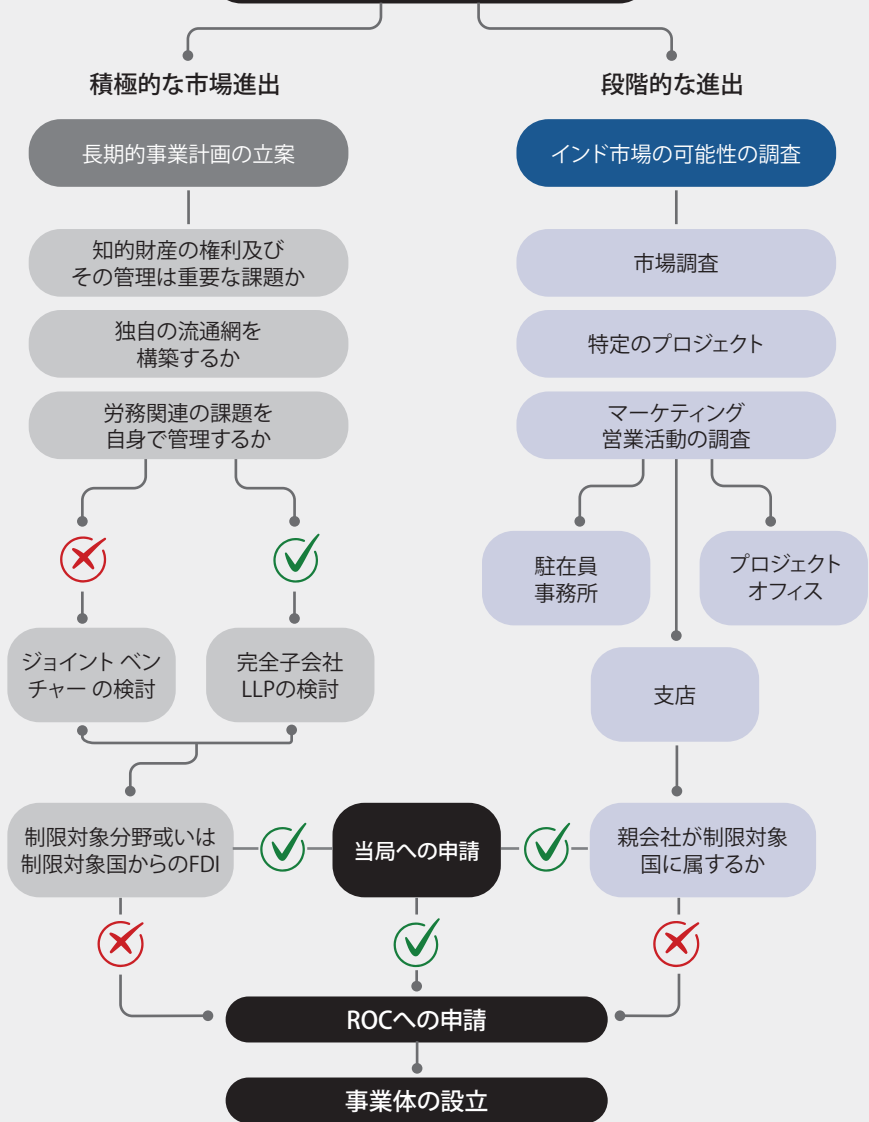 積極的な市場進出
段階的な進出
長期的事業計画の立案
インド市場の可能性の調査
知的財産の権利及び
その管理は重要な課題か
市場調査
独自の流通網を
構築するか
特定のプロジェクト
労務関連の課題を
自身で管理するか
マーケティング
営業活動の調査
駐在員
事務所
プロジェクト
オフィス
ジョイント ベン
チャー の検討
完全子会社
LLPの検討
支店
制限対象分野或いは
制限対象国からのFDI
当局への申請
親会社が制限対象
国に属するか
ROCへの申請
事業体の設立